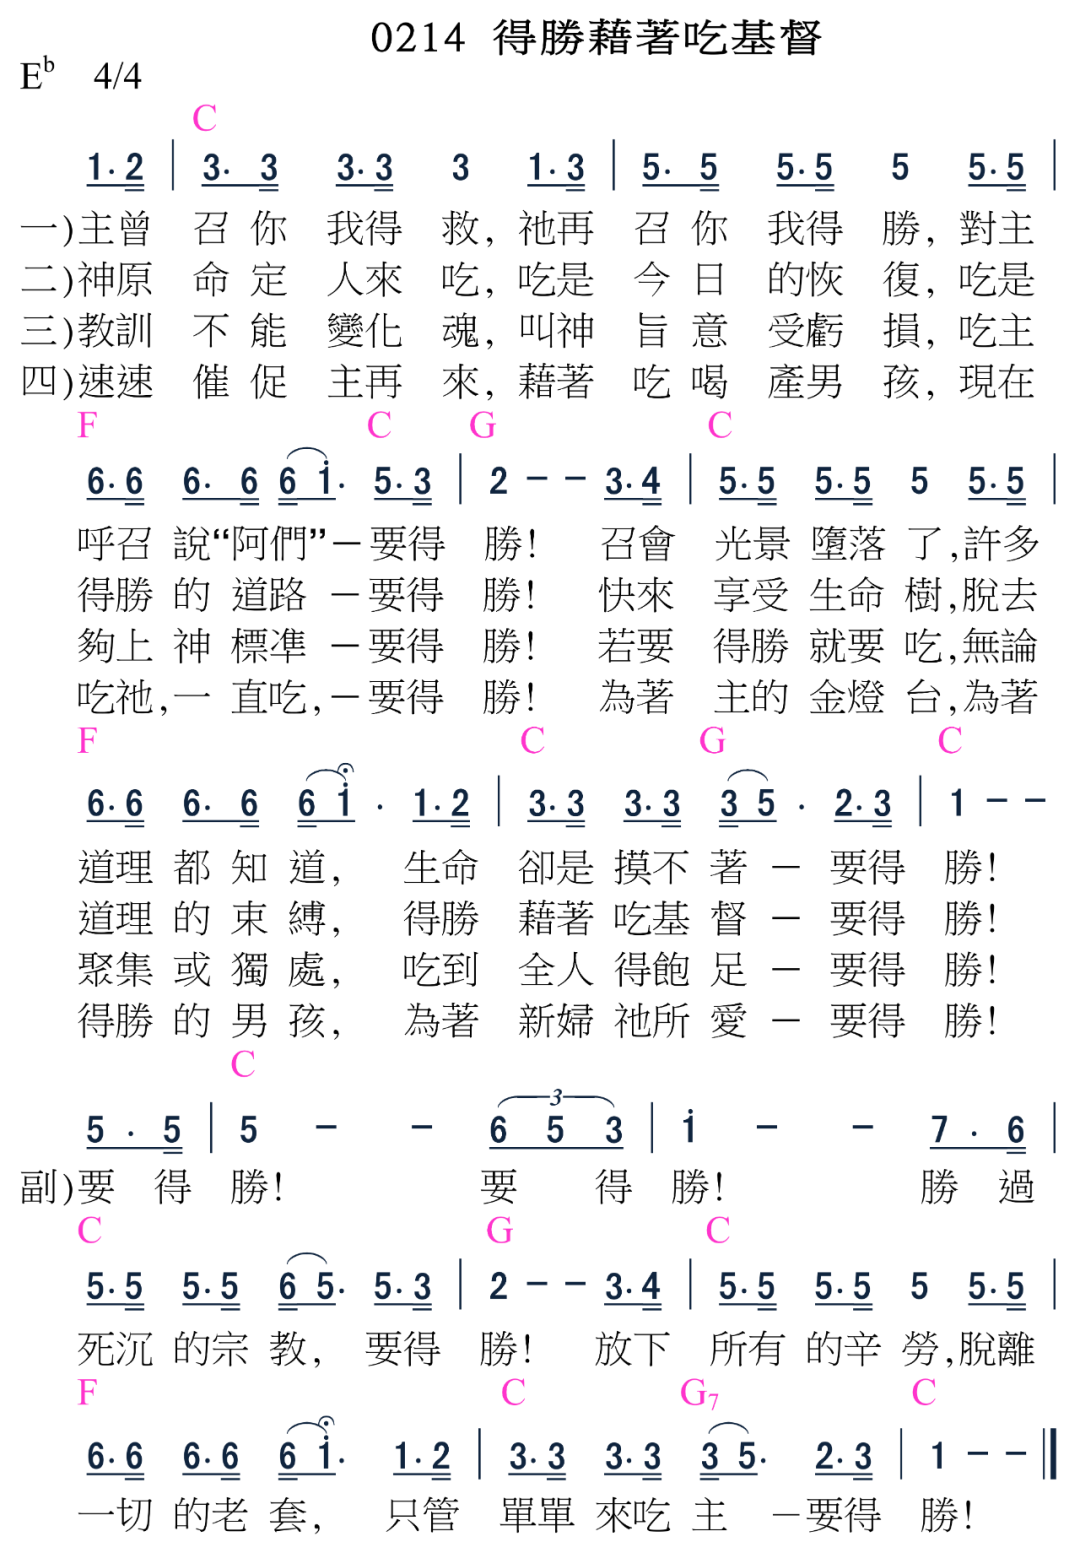 0214 得勝藉著吃基督
E♭ 4/4
C
1· 2 | 3· 3 3· 3 3 1· 3 | 5· 5 5· 5 5 5· 5 |
一)主曾 召 你 我得 救, 祂再 召 你 我得 勝, 對主
二)神原 命 定 人來 吃, 吃是 今 日 的恢 復, 吃是
三)教訓 不 能 變化 魂, 叫神 旨 意 受虧 損, 吃主
四)速速 催 促 主再 來, 藉著 吃 喝 產男 孩, 現在
F C G C
6· 6 6· 6 6 i· 5· 3 | 2 － － 3· 4 | 5· 5 5· 5 5 5· 5 |
呼召 說“阿們”－要得 勝! 召會 光景 墮落 了,許多
得勝 的 道路 －要得 勝! 快來 享受 生命 樹,脫去
夠上 神 標準 －要得 勝! 若要 得勝 就要 吃,無論
吃祂,一 直吃,－要得 勝! 為著 主的 金燈 台,為著
F C G C
6· 6 6· 6 6 i · 1· 2 | 3· 3 3· 3 3 5 · 2· 3 | 1 － －
道理 都 知 道, 生命 卻是 摸不 著 － 要得 勝!
道理 的 束 縛, 得勝 藉著 吃基 督 － 要得 勝!
聚集 或 獨 處, 吃到 全人 得飽 足 － 要得 勝!
得勝 的 男 孩, 為著 新婦 祂所 愛 － 要得 勝!
C
5 · 5 | 5 － － 6 5 3 | i － － 7 · 6 |
3
副)要 得 勝! 要 得 勝! 勝 過
C G C
5· 5 5· 5 6 5· 5· 3 | 2 － － 3· 4 | 5· 5 5· 5 5 5· 5 |
死沉 的宗 教, 要得 勝! 放下 所有 的辛 勞,脫離
F C G7 C
6· 6 6· 6 6 i· 1· 2 | 3· 3 3· 3 3 5· 2· 3 | 1 － － ‖
一切 的老 套, 只管 單單 來吃 主 －要得 勝!